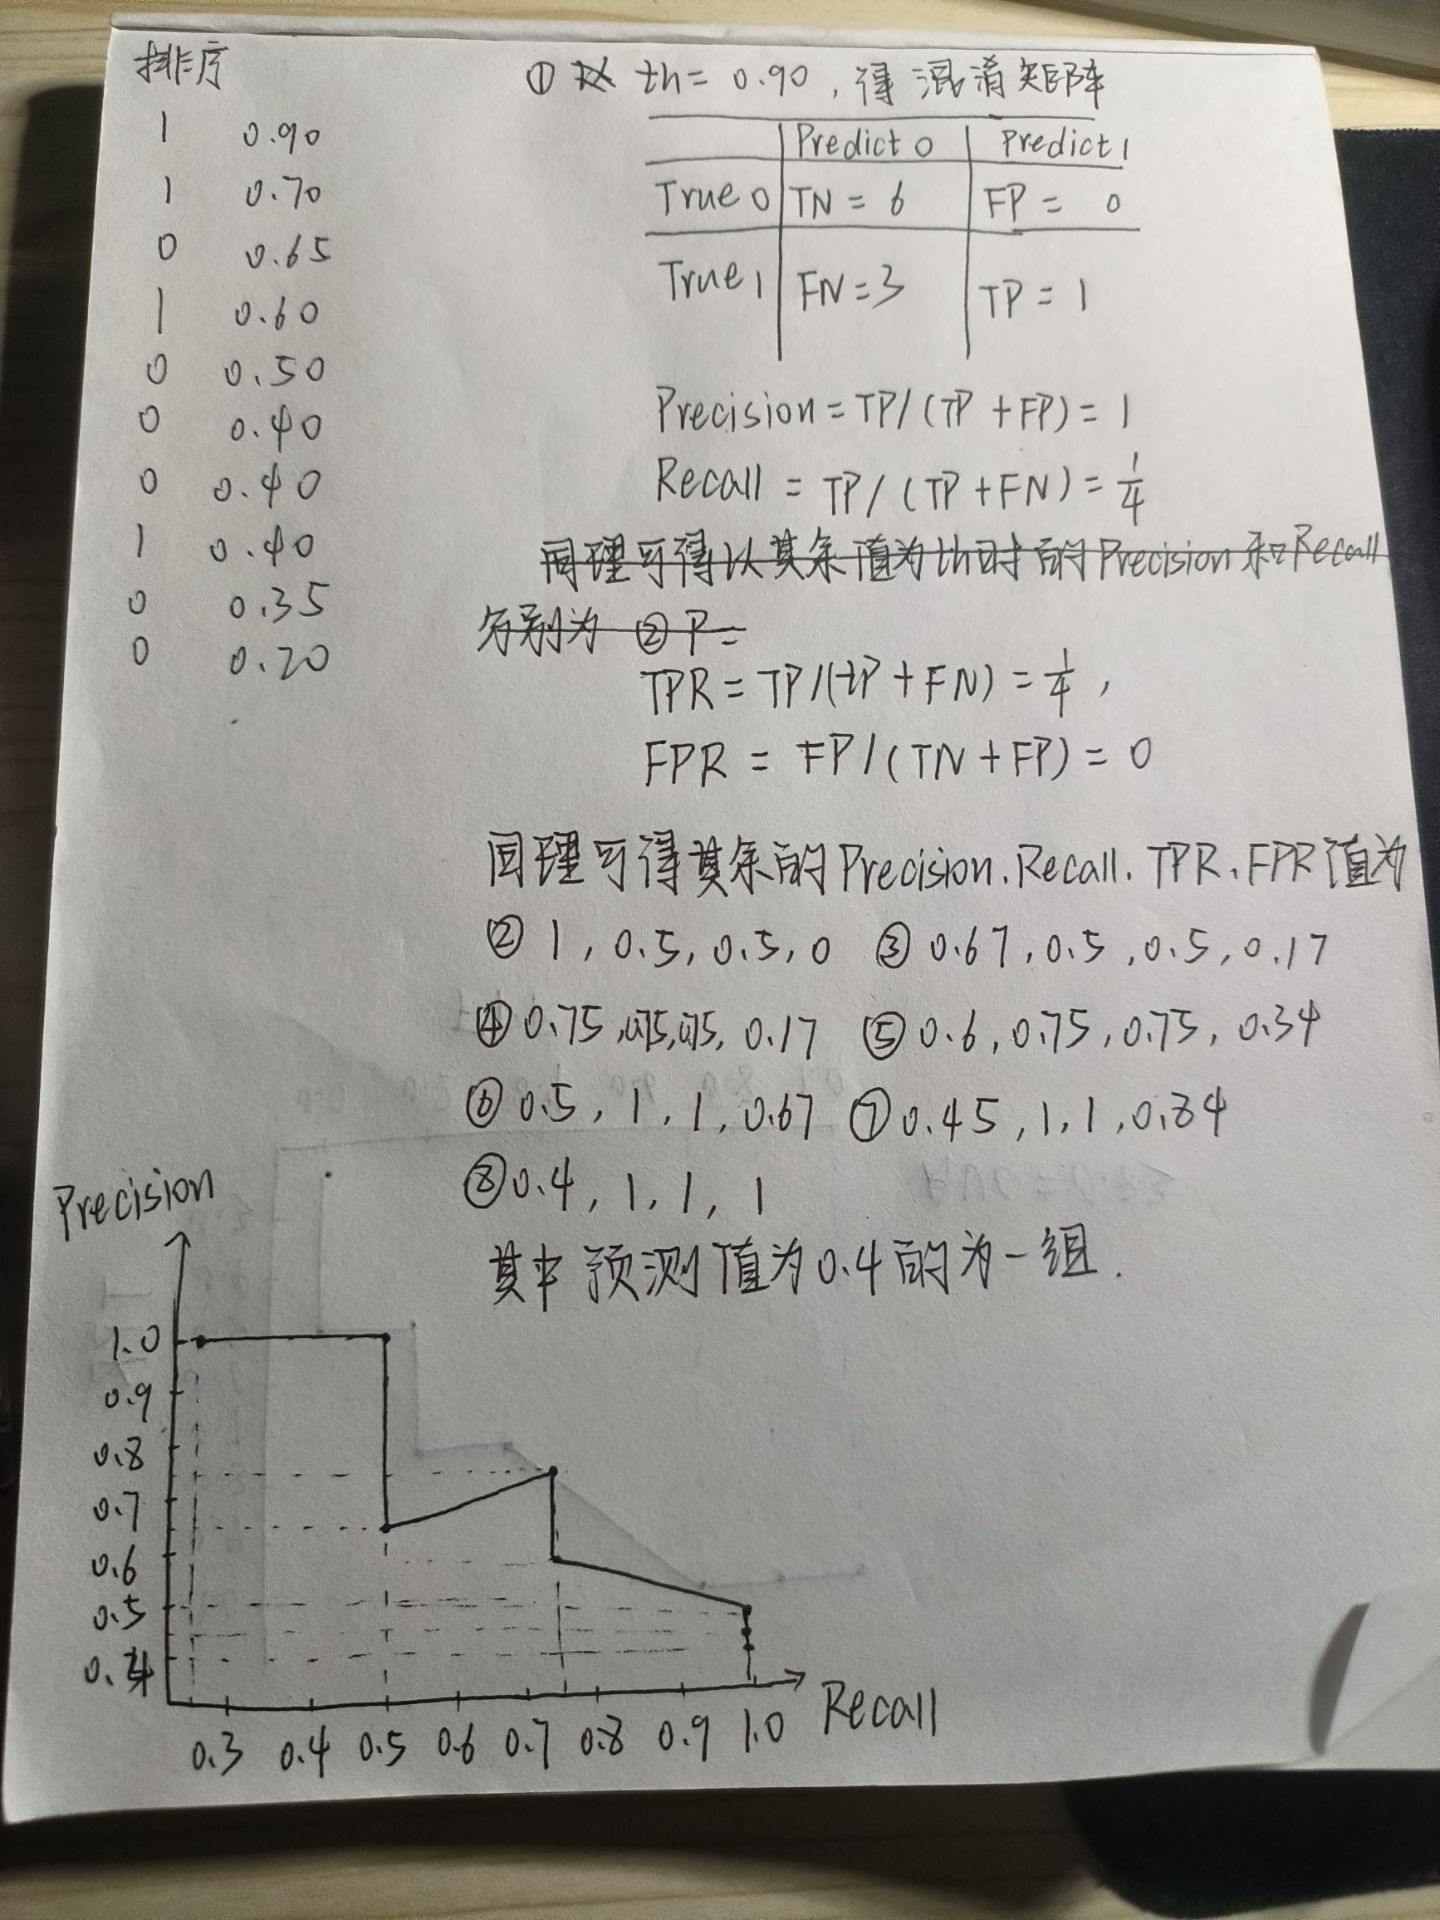 排序
1 0.90
1 0.70
0 0.65
1 0.60
0 0.50
0 0.40
0 0.40
1 0.40
0 0.35
0 0.20
① 以 th = 0.90 , 得混淆矩阵
Predict 0 Predict 1
True 0 TN = 6 FP = 0
True 1 FN = 3 TP = 1
Precision = TP/(TP + FP) = 1
Recall = TP/(TP + FN) = 1/4
同理可得以其余值为th时的Precision和Recall
分别为 ② P =
TPR = TP/(TP + FN) = 1/4 ,
FPR = FP/(TN + FP) = 0
同理可得其余的Precision、Recall、TPR、FPR值为
② 1 , 0.5, 0.5, 0 ③ 0.67, 0.5, 0.5, 0.17
④ 0.75, 0.75, 0.75, 0.17 ⑤ 0.6, 0.75, 0.75, 0.34
⑥ 0.5, 1, 1, 0.67 ⑦ 0.45, 1, 1, 0.84
⑧ 0.4, 1, 1, 1
其中预测值为0.4的为一组.
Precision
1.0
0.9
0.8
0.7
0.6
0.5
0.4
0.3 0.4 0.5 0.6 0.7 0.8 0.9 1.0 Recall